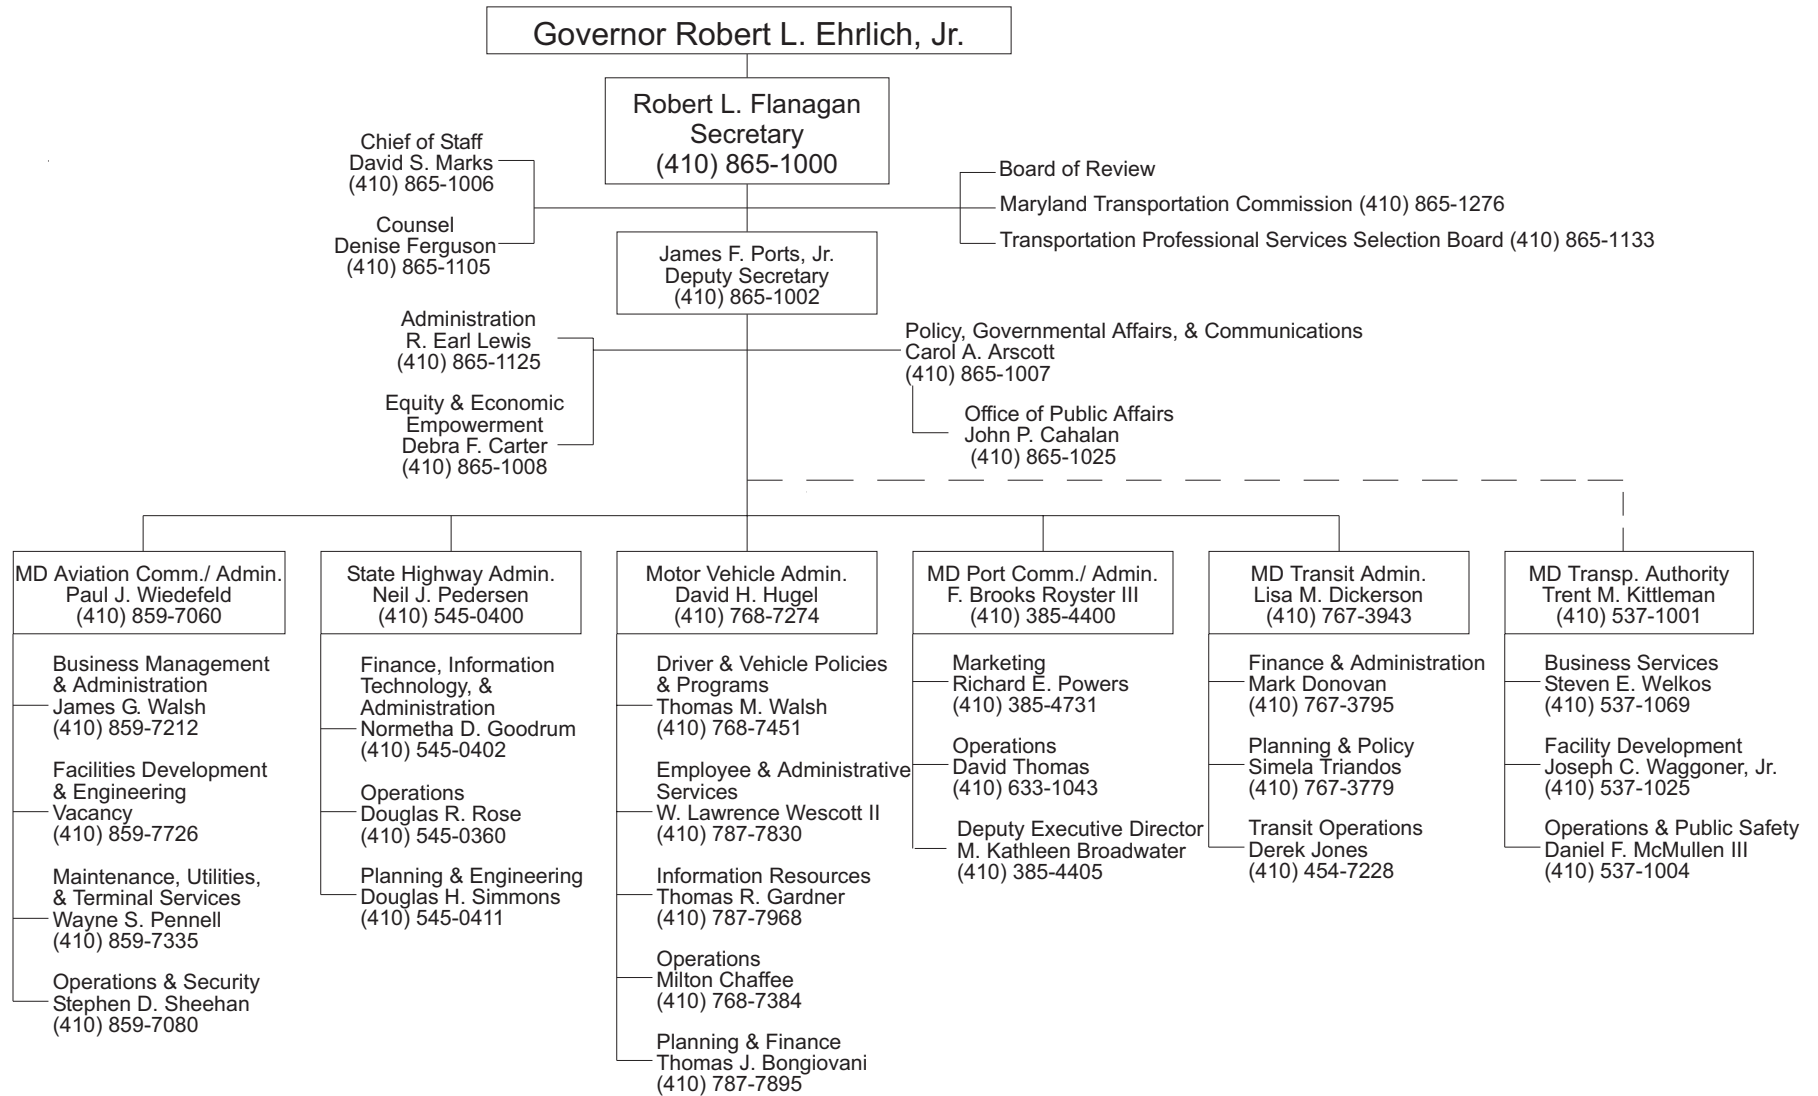 Governor Robert L. Ehrlich, Jr.
Robert L. Flanagan
Secretary
(410) 865-1000
Chief of Staff
David S. Marks
(410) 865-1006
Counsel
Denise Ferguson
(410) 865-1105
Board of Review
Maryland Transportation Commission (410) 865-1276
Transportation Professional Services Selection Board (410) 865-1133
James F. Ports, Jr.
Deputy Secretary
(410) 865-1002
Administration
R. Earl Lewis
(410) 865-1125
Equity & Economic
Empowerment
Debra F. Carter
(410) 865-1008
Policy, Governmental Affairs, & Communications
Carol A. Arscott
(410) 865-1007
Office of Public Affairs
John P. Cahalan
(410) 865-1025
MD Aviation Comm./ Admin.
Paul J. Wiedefeld
(410) 859-7060
Business Management
& Administration
James G. Walsh
(410) 859-7212
Facilities Development
& Engineering
Vacancy
(410) 859-7726
Maintenance, Utilities,
& Terminal Services
Wayne S. Pennell
(410) 859-7335
Operations & Security
Stephen D. Sheehan
(410) 859-7080
State Highway Admin.
Neil J. Pedersen
(410) 545-0400
Finance, Information
Technology, &
Administration
Normetha D. Goodrum
(410) 545-0402
Operations
Douglas R. Rose
(410) 545-0360
Planning & Engineering
Douglas H. Simmons
(410) 545-0411
Motor Vehicle Admin.
David H. Hugel
(410) 768-7274
Driver & Vehicle Policies
& Programs
Thomas M. Walsh
(410) 768-7451
Employee & Administrative
Services
W. Lawrence Wescott II
(410) 787-7830
Information Resources
Thomas R. Gardner
(410) 787-7968
Operations
Milton Chaffee
(410) 768-7384
Planning & Finance
Thomas J. Bongiovani
(410) 787-7895
MD Port Comm./ Admin.
F. Brooks Royster III
(410) 385-4400
Marketing
Richard E. Powers
(410) 385-4731
Operations
David Thomas
(410) 633-1043
Deputy Executive Director
M. Kathleen Broadwater
(410) 385-4405
MD Transit Admin.
Lisa M. Dickerson
(410) 767-3943
Finance & Administration
Mark Donovan
(410) 767-3795
Planning & Policy
Simela Triandos
(410) 767-3779
Transit Operations
Derek Jones
(410) 454-7228
MD Transp. Authority
Trent M. Kittleman
(410) 537-1001
Business Services
Steven E. Welkos
(410) 537-1069
Facility Development
Joseph C. Waggoner, Jr.
(410) 537-1025
Operations & Public Safety
Daniel F. McMullen III
(410) 537-1004